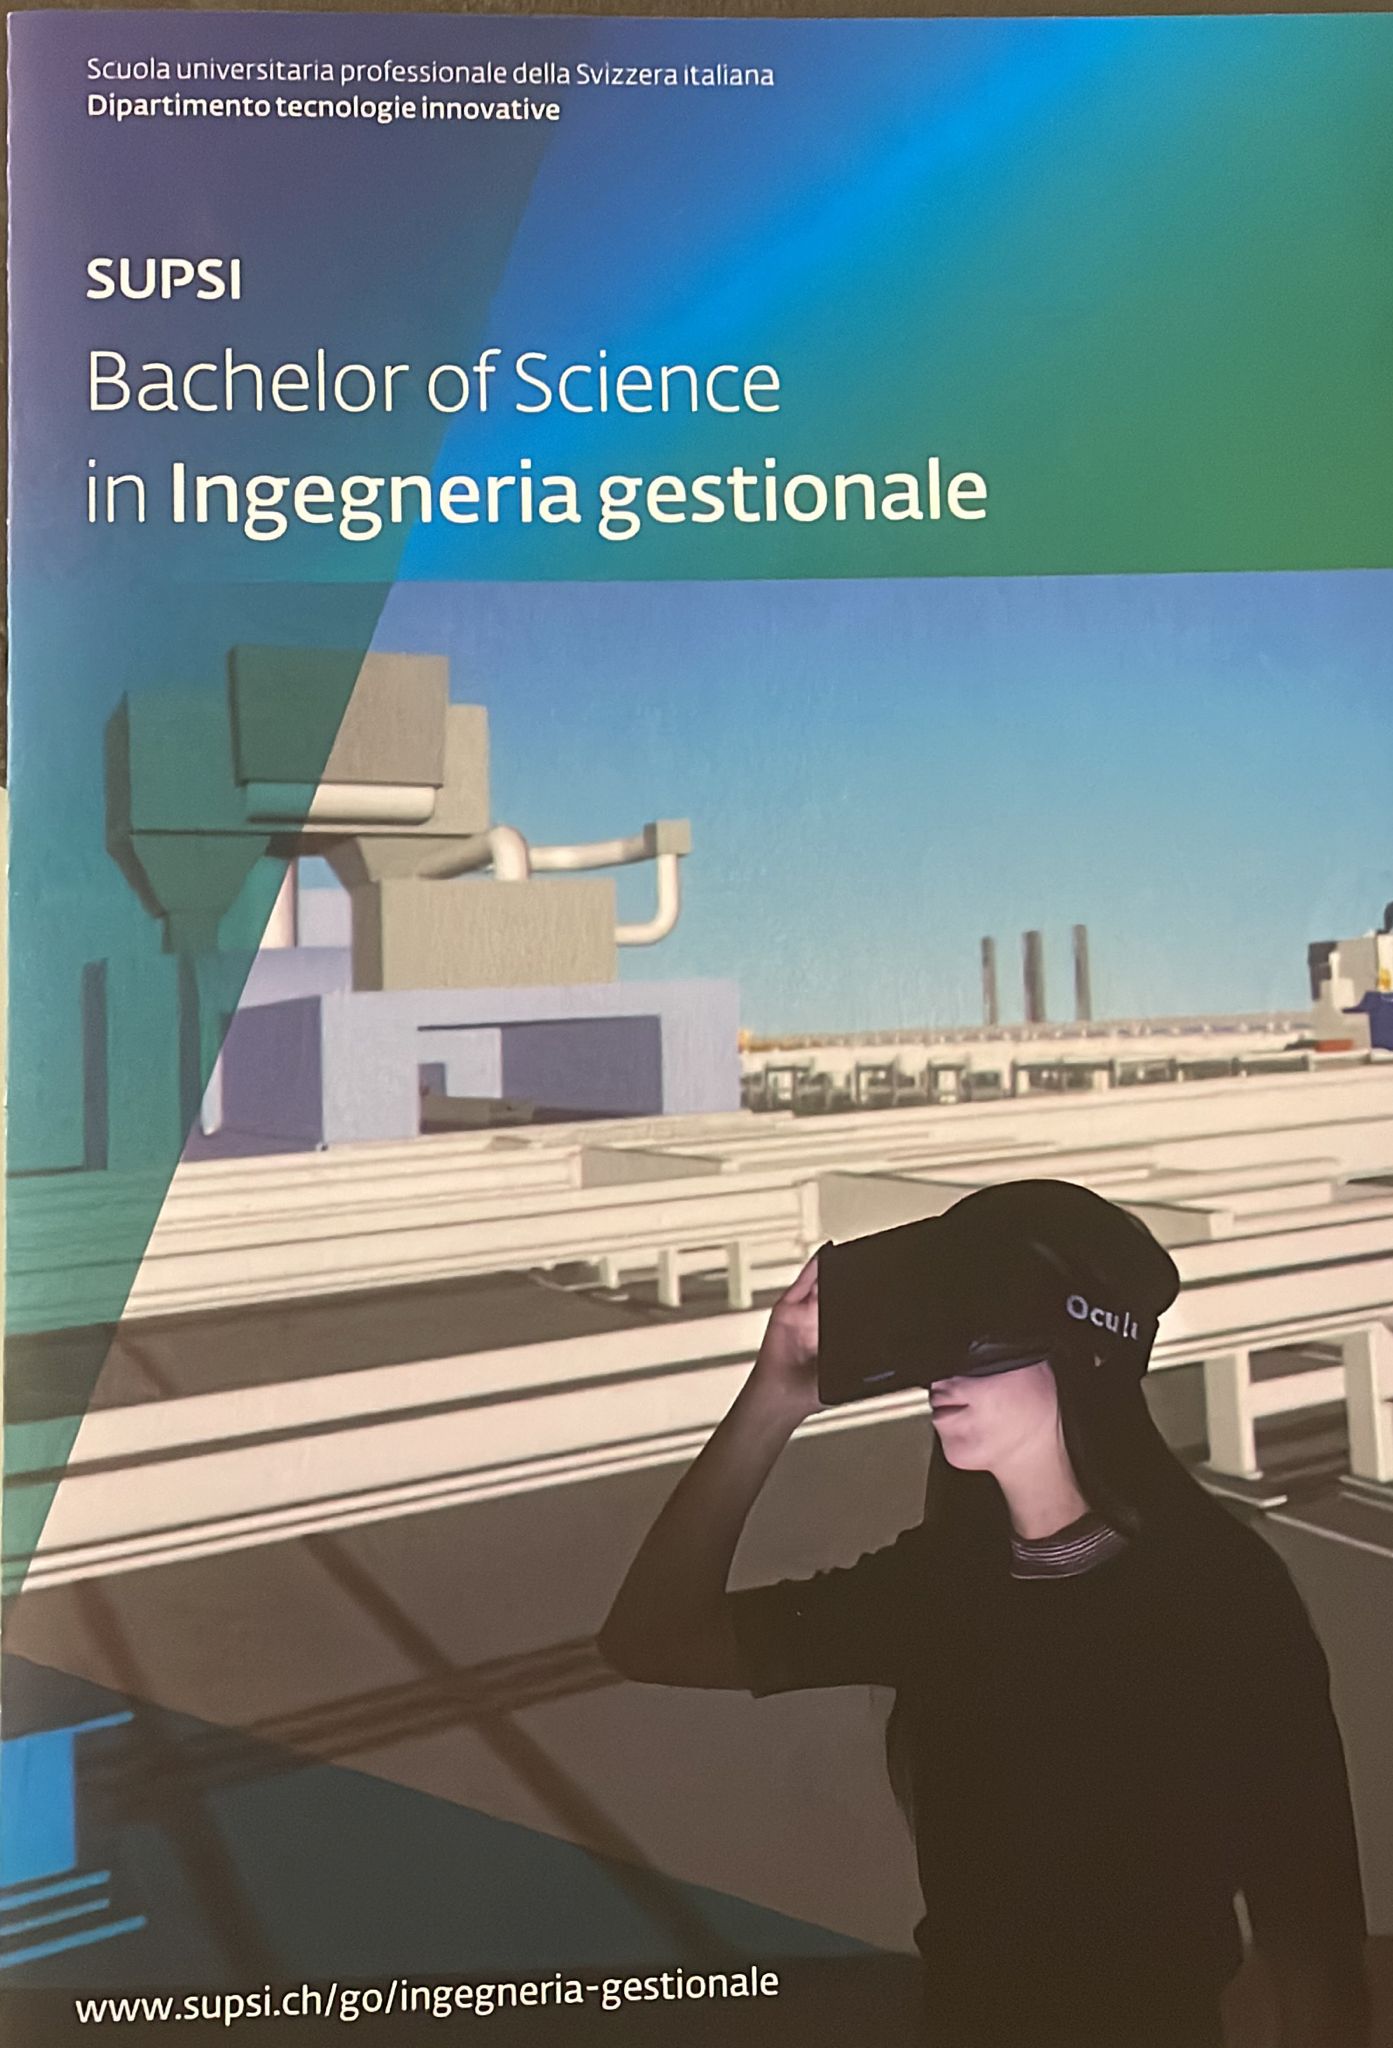 Scuola universitaria professionale della Svizzera italiana
Dipartimento tecnologie innovative
SUPSI
Bachelor of Science
in Ingegneria gestionale
Ocul
www.supsi.ch/go/ingegneria-gestionale